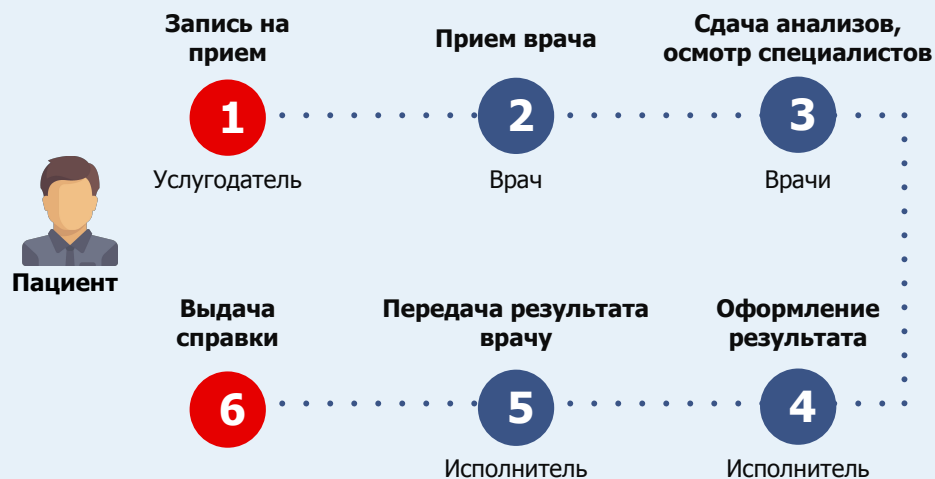 Запись на
прием
1
Услугодатель
Прием врача
2
Врач
Сдача анализов,
осмотр специалистов
3
Врачи
Пациент
Оформление
результата
4
Исполнитель
Передача результата
врачу
5
Исполнитель
Выдача
справки
6